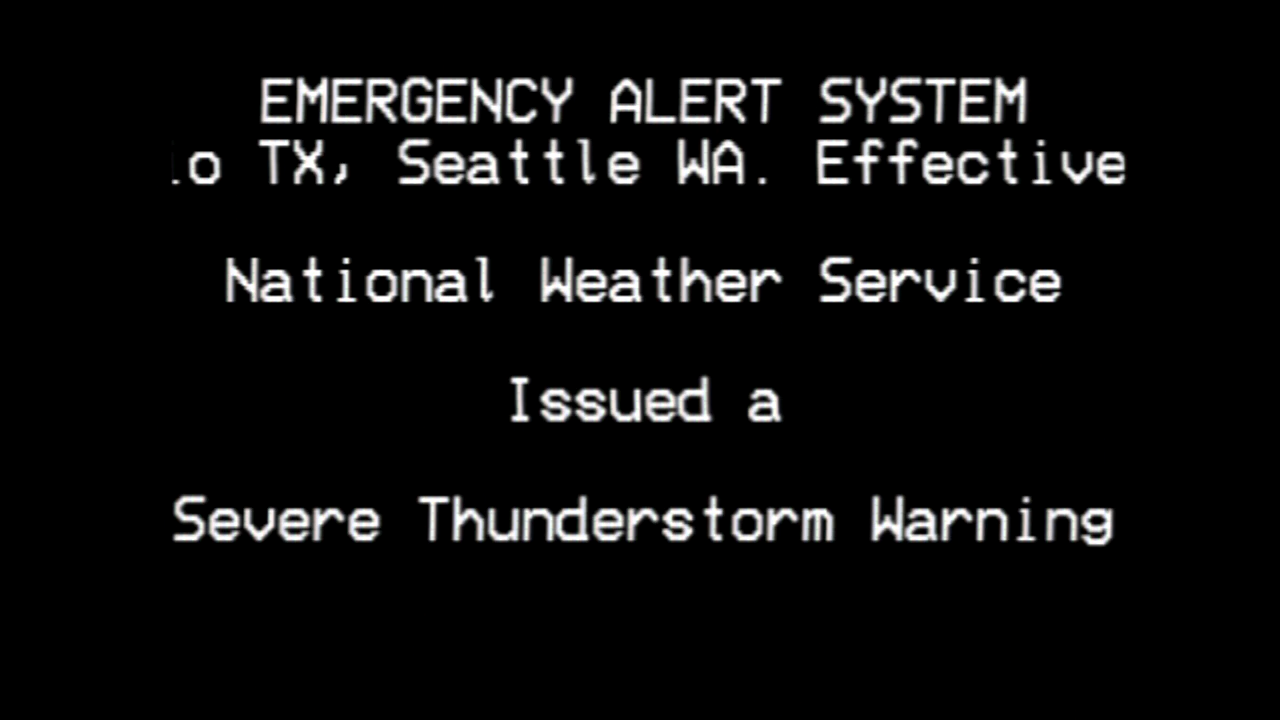 EMERGENCY ALERT SYSTEM
TX, Seattle WA. Effective
National Weather Service
Issued a
Severe Thunderstorm Warning